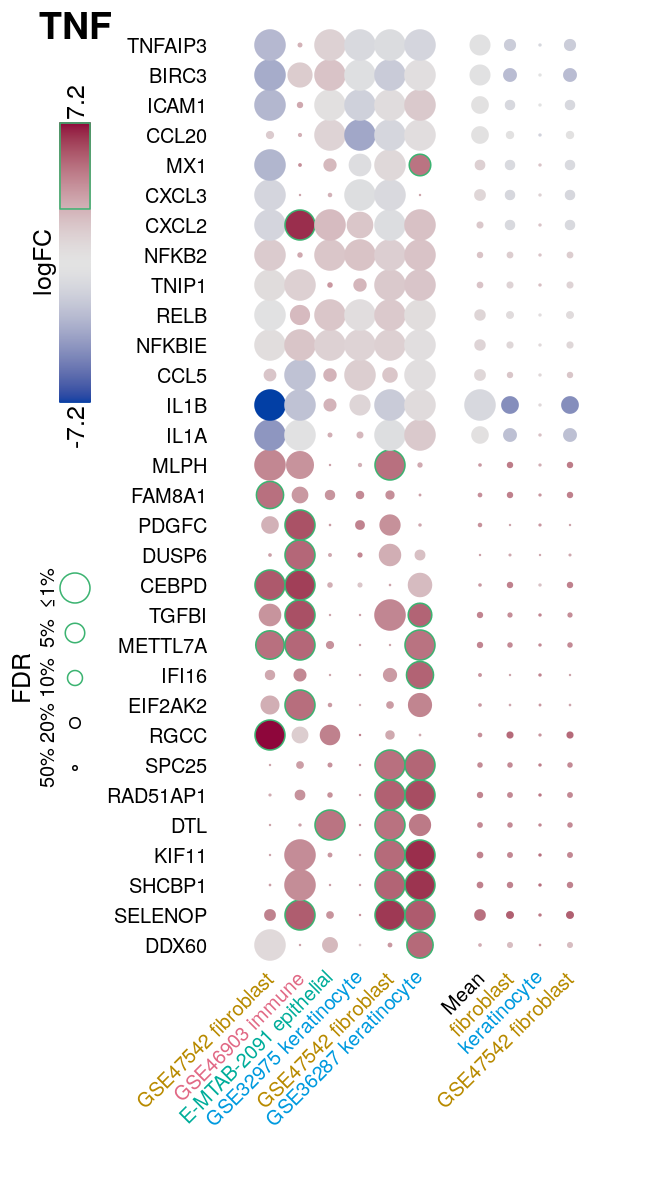 TNF
logFC
7.2
-7.2
FDR
≤1%
5%
10%
20%
50%
TNFAIP3
BIRC3
ICAM1
CCL20
MX1
CXCL3
CXCL2
NFKB2
TNIP1
RELB
NFKBIE
CCL5
IL1B
IL1A
MLPH
FAM8A1
PDGFC
DUSP6
CEBPD
TGFBI
METTL7A
IFI16
EIF2AK2
RGCC
SPC25
RAD51AP1
DTL
KIF11
SHCBP1
SELENOP
DDX60
GSE47542 fibroblast
GSE46903 immune
E-MTAB-2091 epithelial
GSE32975 keratinocyte
GSE47542 fibroblast
GSE36287 keratinocyte
Mean
fibroblast
keratinocyte
GSE47542 fibroblast